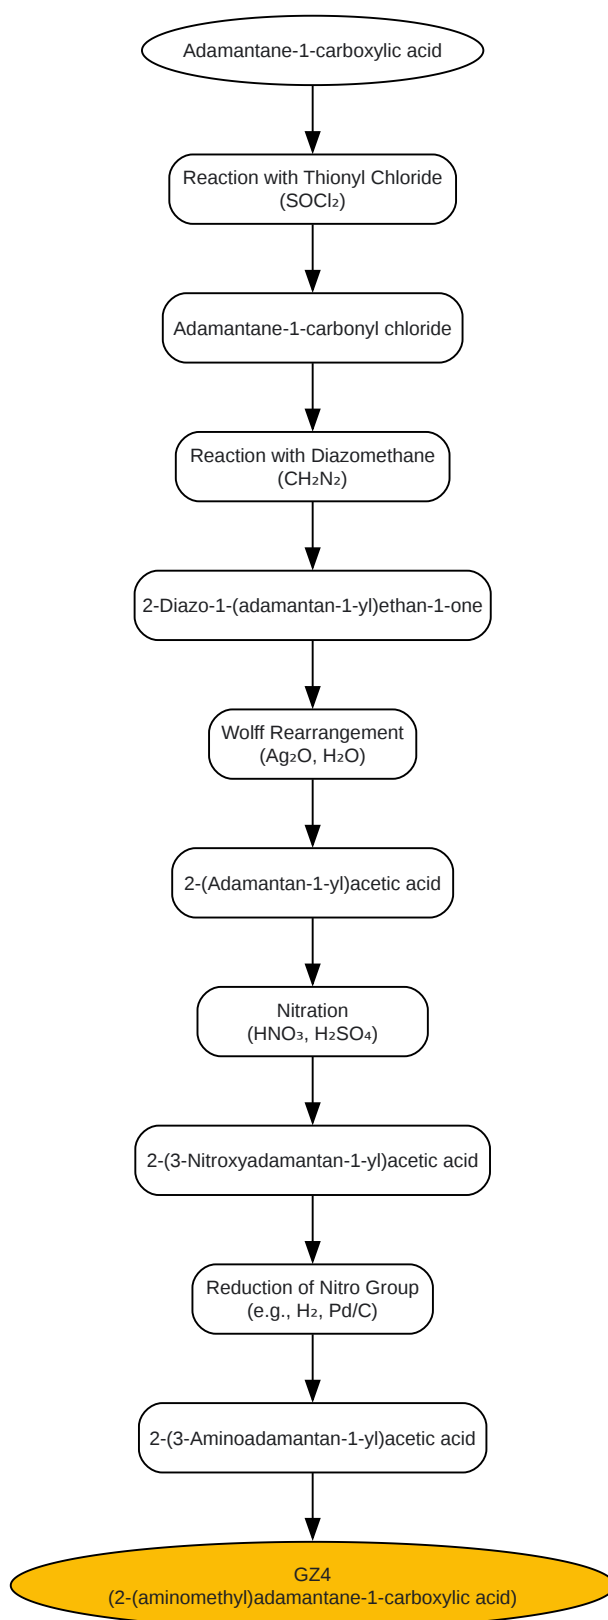 Adamantane-1-carboxylic acid
Reaction with Thionyl Chloride
(SOCl₂)
Adamantane-1-carbonyl chloride
Reaction with Diazomethane
(CH₂N₂)
2-Diazo-1-(adamantan-1-yl)ethan-1-one
Wolff Rearrangement
(Ag₂O, H₂O)
2-(Adamantan-1-yl)acetic acid
Nitration
(HNO₃, H₂SO₄)
2-(3-Nitroxyadamantan-1-yl)acetic acid
Reduction of Nitro Group
(e.g., H₂, Pd/C)
2-(3-Aminoadamantan-1-yl)acetic acid
GZ4
(2-(aminomethyl)adamantane-1-carboxylic acid)